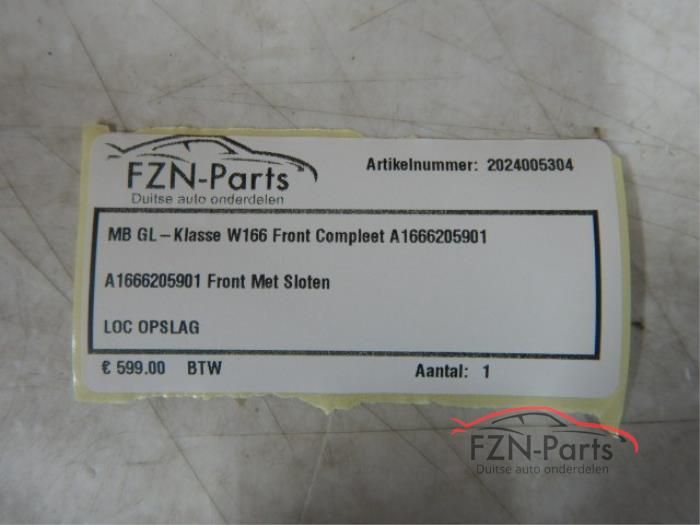 FZN-Parts
Duitse auto onderdelen
Artikelnummer: 2024005304
MB GL-Klasse W166 Front Compleet A1666205901
A1666205901 Front Met Sloten
LOC OPSLAG
€ 599.00 BTW
Aantal: 1
FZN-Parts
Duitse auto onderdelen